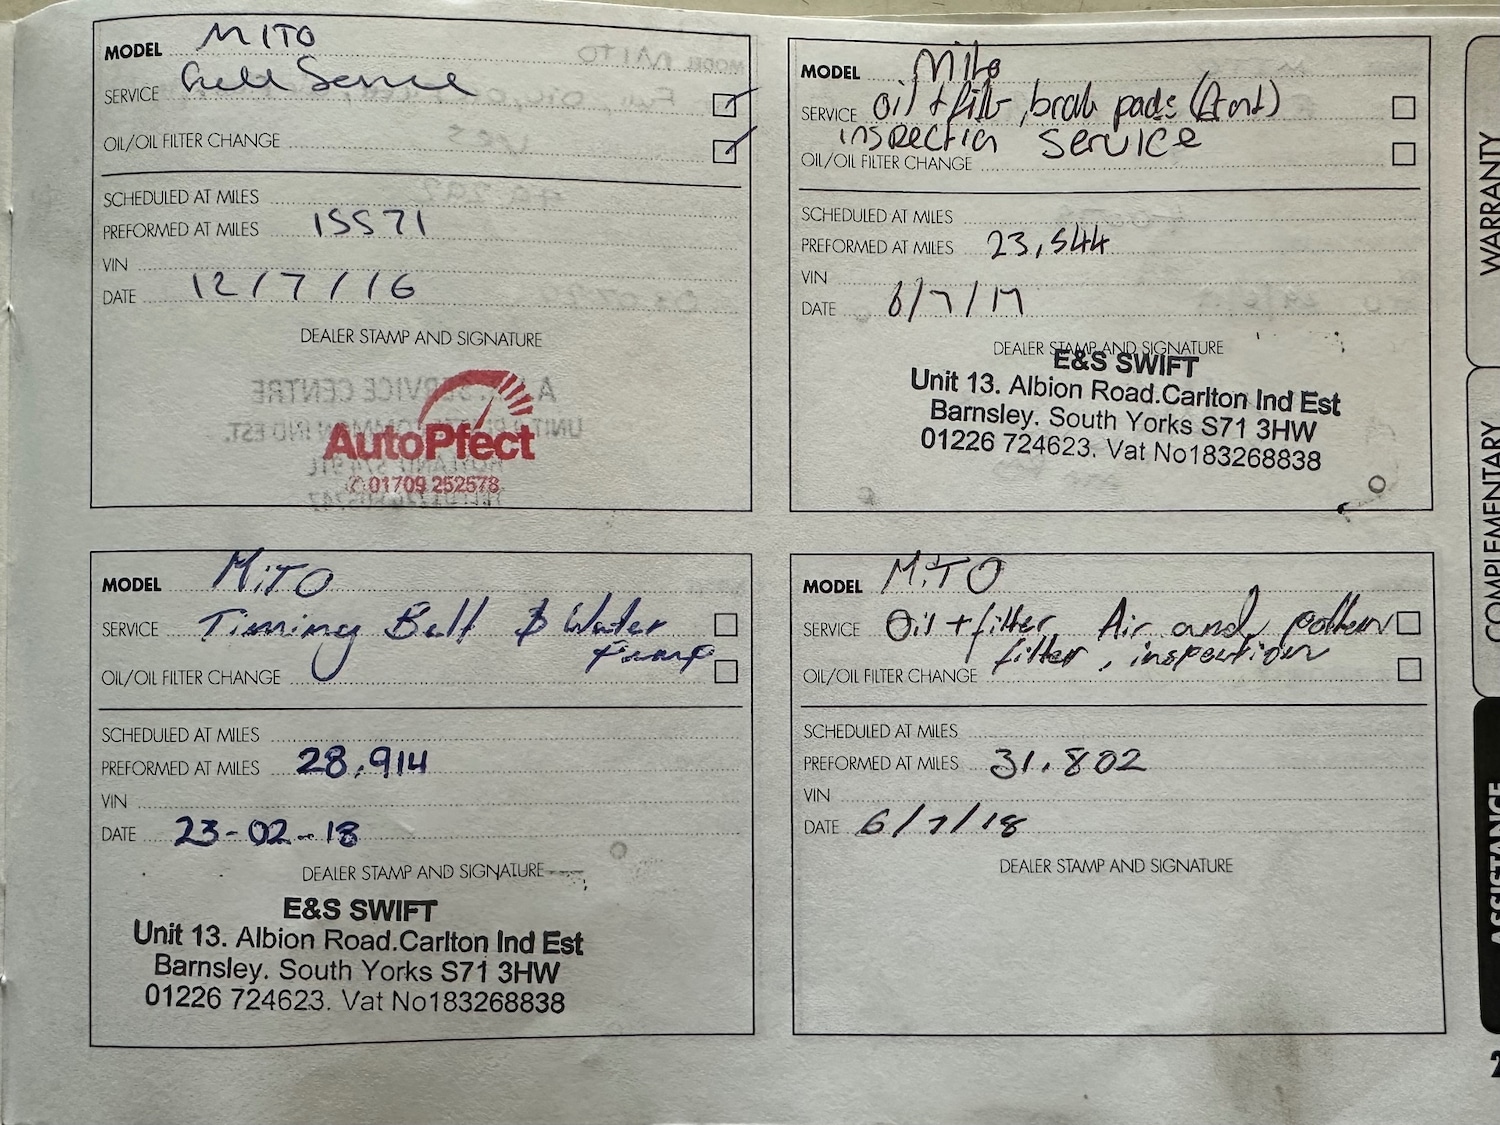 MODEL MITO
SERVICE Full Service
OIL/OIL FILTER CHANGE
SCHEDULED AT MILES
PREFORMED AT MILES 15571
VIN
DATE 12/7/16
DEALER STAMP AND SIGNATURE
AutoPfect
01709 252578
MODEL Mito
SERVICE oil + filtr, brak pads (front)
inspection service
OIL/OIL FILTER CHANGE
SCHEDULED AT MILES
PREFORMED AT MILES 23,544
VIN
DATE 6/7/17
DEALER STAMP AND SIGNATURE
E&S SWIFT
Unit 13. Albion Road.Carlton Ind Est
Barnsley. South Yorks S71 3HW
01226 724623. Vat No183268838
MODEL MiTO
SERVICE Timing Belt & Water
Pump
OIL/OIL FILTER CHANGE
SCHEDULED AT MILES
PREFORMED AT MILES 28,914
VIN
DATE 23-02-18
DEALER STAMP AND SIGNATURE
E&S SWIFT
Unit 13. Albion Road.Carlton Ind Est
Barnsley. South Yorks S71 3HW
01226 724623. Vat No183268838
MODEL MiTO
SERVICE Oil + filter Air and pollen
filter, inspection
OIL/OIL FILTER CHANGE
SCHEDULED AT MILES
PREFORMED AT MILES 31.802
VIN
DATE 6/7/18
DEALER STAMP AND SIGNATURE
WARRANTY
COMPLEMENTARY
ASSISTANCE
2